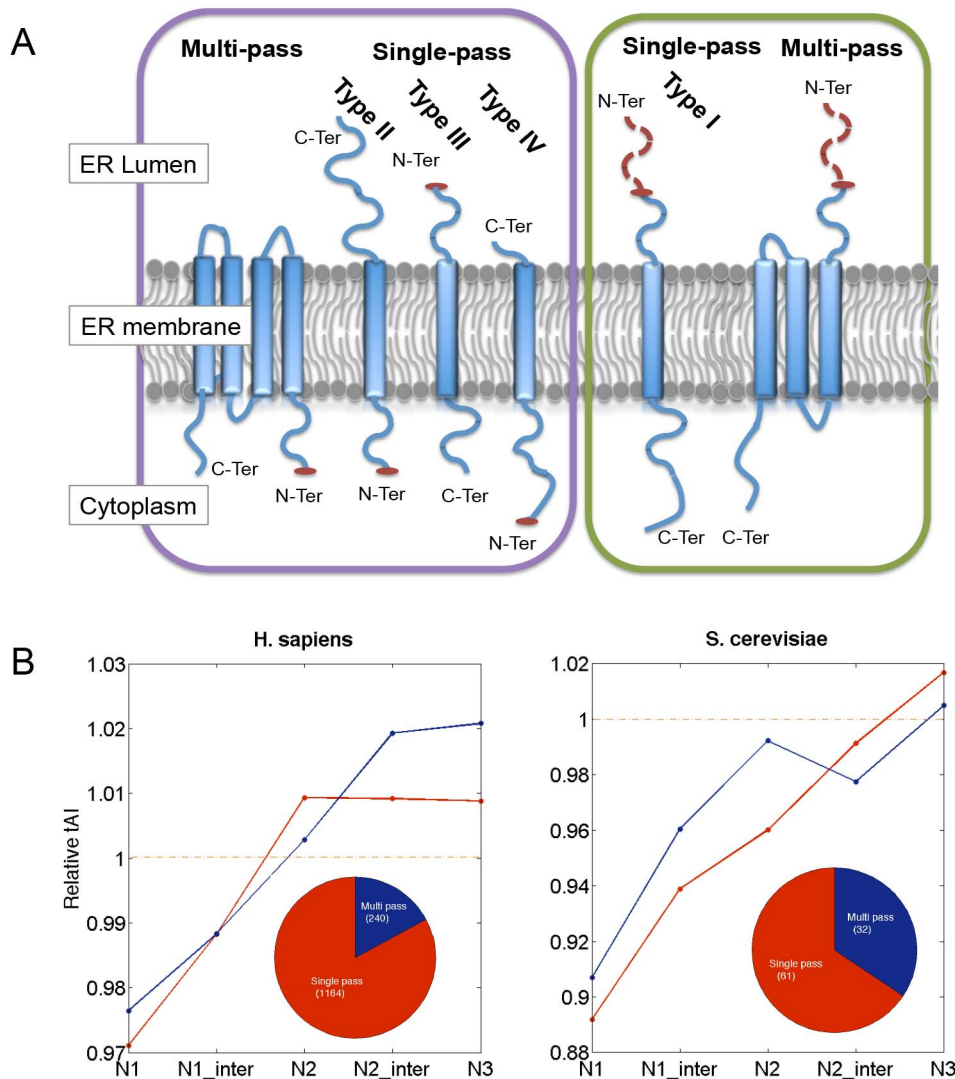 A
Multi-pass
Single-pass
Single-pass
Multi-pass
Type II
Type III
Type IV
Type I
N-Ter
N-Ter
C-Ter
N-Ter
C-Ter
ER Lumen
ER membrane
Cytoplasm
C-Ter
N-Ter
N-Ter
C-Ter
N-Ter
C-Ter
C-Ter
B
H. sapiens
S. cerevisiae
Relative tAI
1.03
1.02
1.01
1
0.99
0.98
0.97
Multi pass
(240)
Single pass
(1164)
N1
N1_inter
N2
N2_inter
N3
1.02
1
0.98
0.96
0.94
0.92
0.9
0.88
Multi pass
(32)
Single pass
(61)
N1
N1_inter
N2
N2_inter
N3